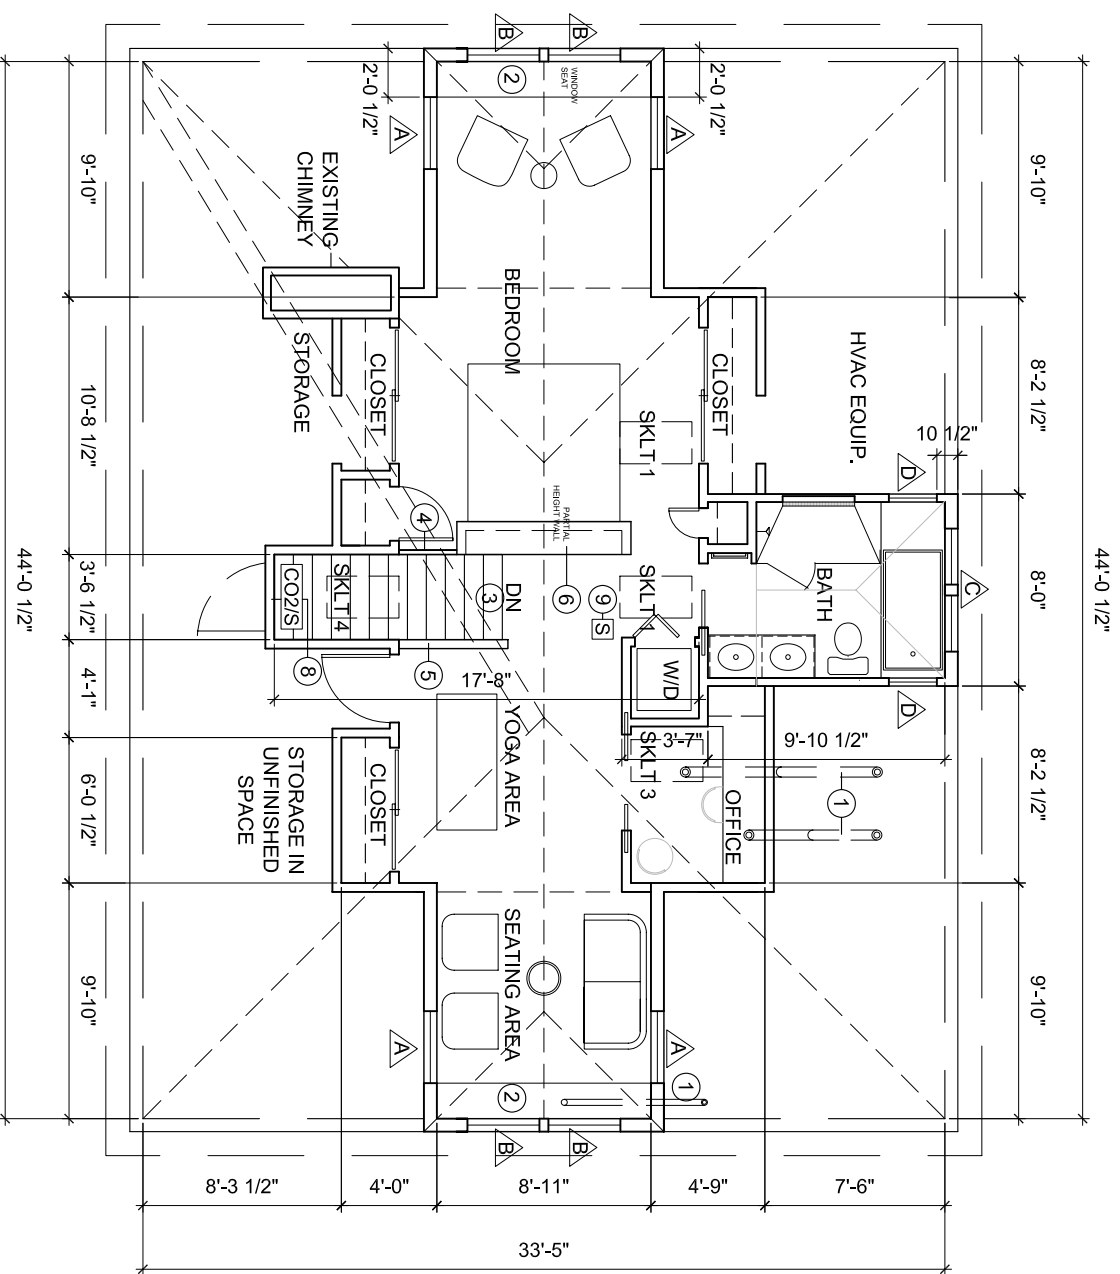 B
B
2'-0 1/2"
2
WINDOW
SEAT
2'-0 1/2"
A
A
9'-10"
9'-10"
EXISTING
CHIMNEY
BEDROOM
HVAC EQUIP.
8'-2 1/2"
STORAGE
CLOSET
CLOSET
10'-8 1/2"
SKLT 1
10 1/2"
D
4
PARTIAL
HEIGHT WALL
44'-0 1/2"
44'-0 1/2"
3'-6 1/2"
CO2/S
SKLT 4
3
DN
6
9
S
SKLT 1
BATH
C
8'-0"
8
5
17'-8"
W/D
D
4'-1"
YOGA AREA
SKLT 3
3'-7"
9'-10 1/2"
8'-2 1/2"
6'-0 1/2"
STORAGE IN
UNFINISHED
SPACE
CLOSET
OFFICE
1
SEATING AREA
9'-10"
9'-10"
A
A
2
1
B
B
8'-3 1/2"
4'-0"
8'-11"
4'-9"
7'-6"
33'-5"